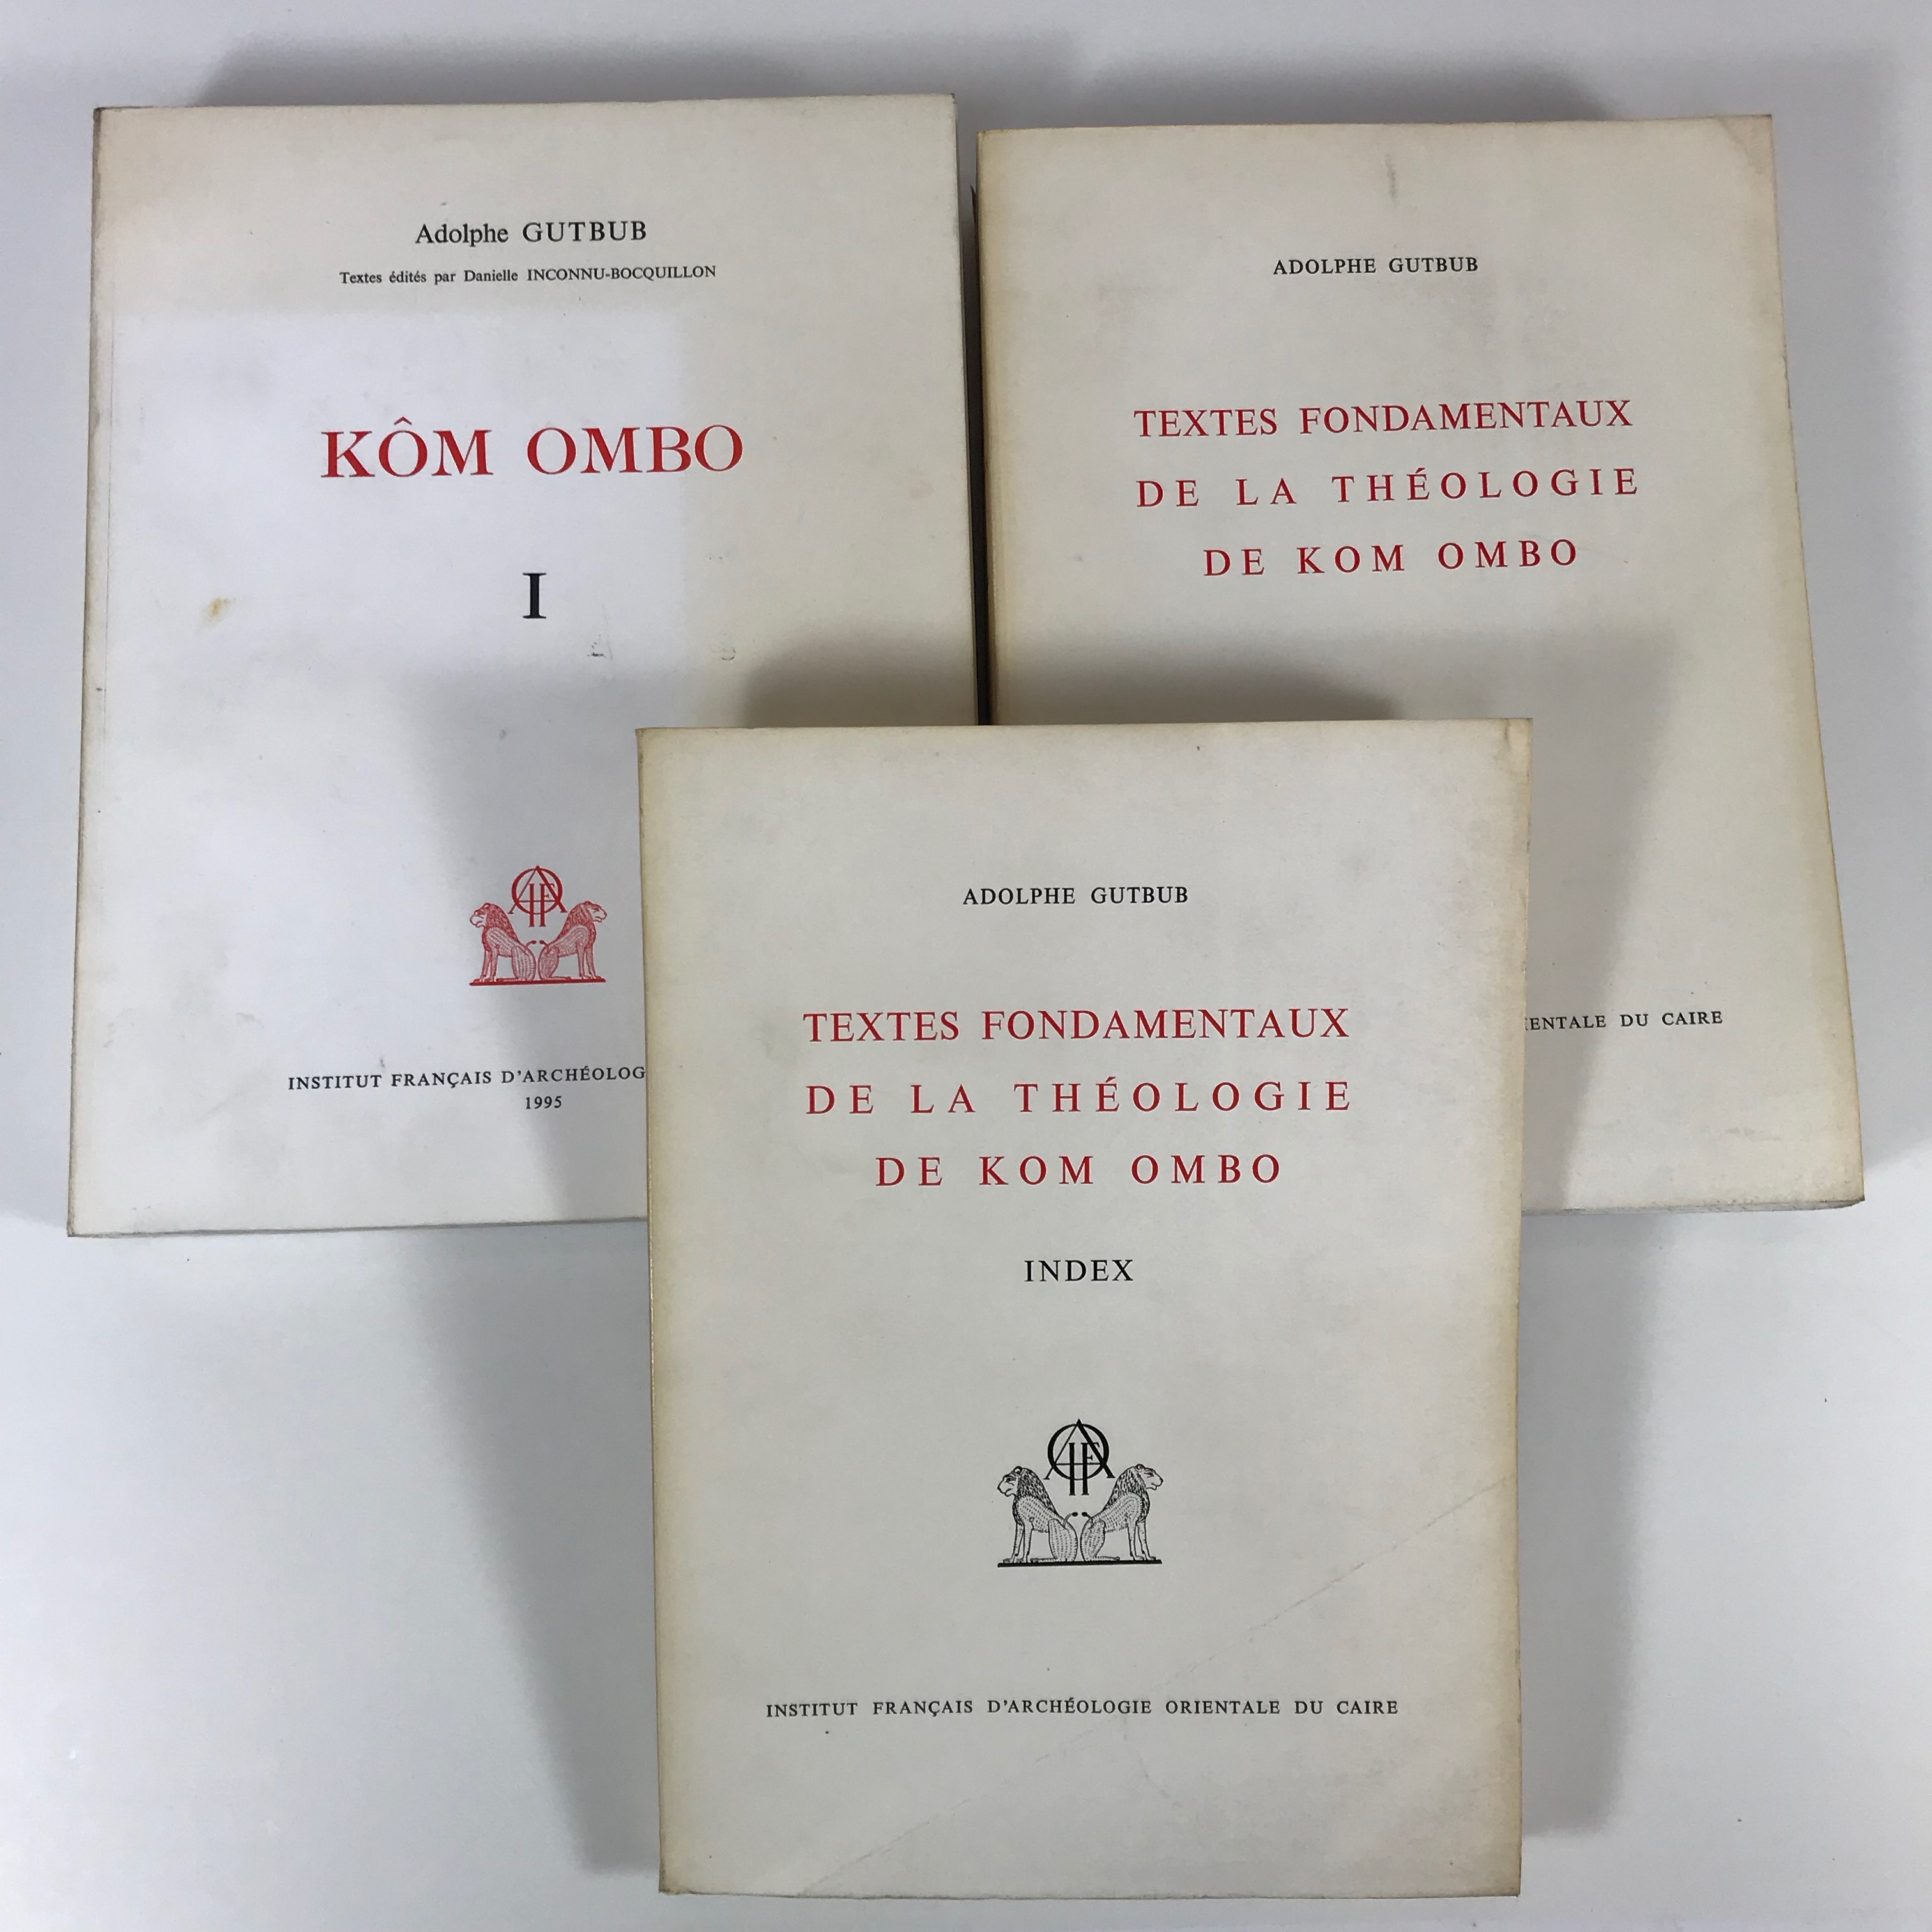 Adolphe GUTBUB
Textes édités par Danielle INCONNU-BOCQUILLON
KÔM OMBO
I
INSTITUT FRANÇAIS
1995
ADOLPHE GUTBUB
TEXTES FONDAMENTAUX
DE LA THÉOLOGIE
DE KOM OMBO
DU CAIRE
ADOLPHE GUTBUB
TEXTES FONDAMENTAUX
DE LA THÉOLOGIE
DE KOM OMBO
INDEX
INSTITUT FRANÇAIS D'ARCHÉOLOGIE ORIENTALE DU CAIRE